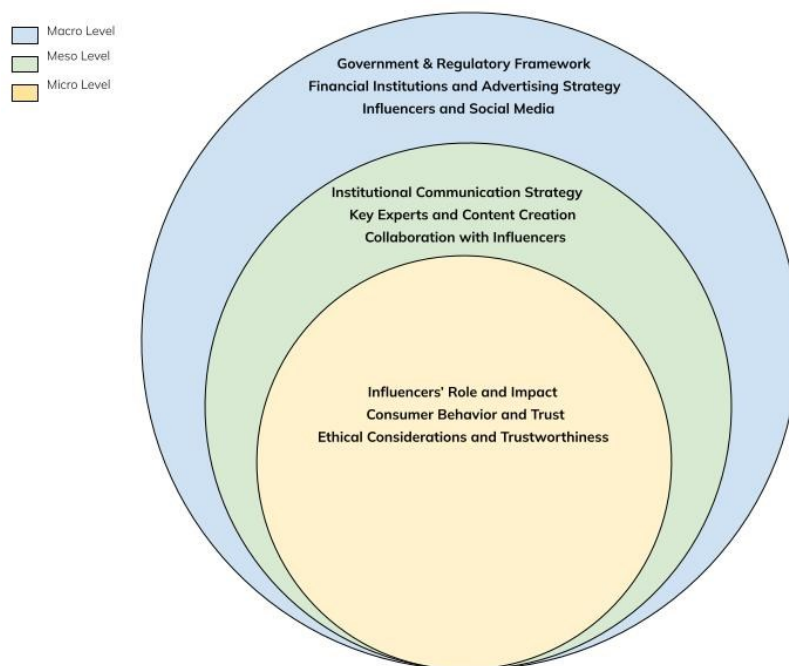 Macro Level
Meso Level
Micro Level
Government & Regulatory Framework
Financial Institutions and Advertising Strategy
Influencers and Social Media
Institutional Communication Strategy
Key Experts and Content Creation
Collaboration with Influencers
Influencers’ Role and Impact
Consumer Behavior and Trust
Ethical Considerations and Trustworthiness